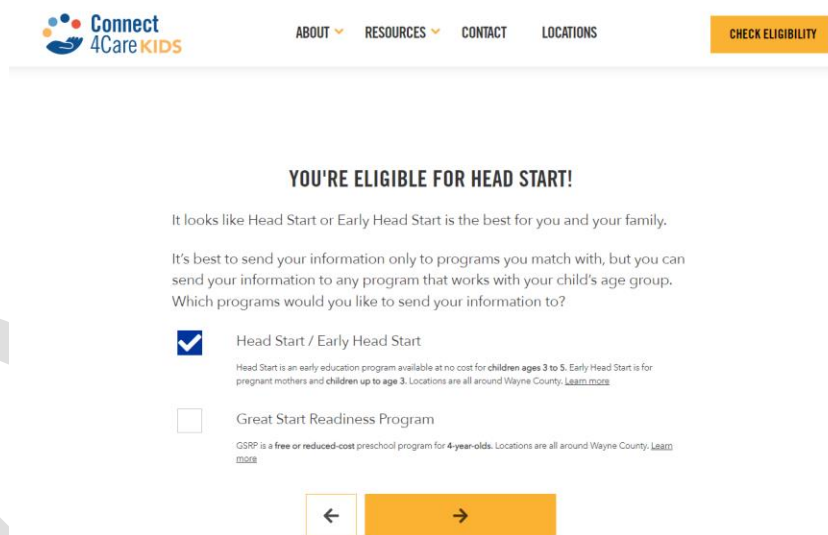 Connect
4Care KIDS
ABOUT RESOURCES CONTACT LOCATIONS
CHECK ELIGIBILITY
YOU'RE ELIGIBLE FOR HEAD START!
It looks like Head Start or Early Head Start is the best for you and your family.
It's best to send your information only to programs you match with, but you can
send your information to any program that works with your child's age group.
Which programs would you like to send your information to?
Head Start / Early Head Start
Head Start is an early education program available at no cost for children ages 3 to 5. Early Head Start is for
pregnant mothers and children up to age 3. Locations are all around Wayne County. Learn more
Great Start Readiness Program
GSRP is a free or reduced-cost preschool program for 4-year-olds. Locations are all around Wayne County. Learn
more